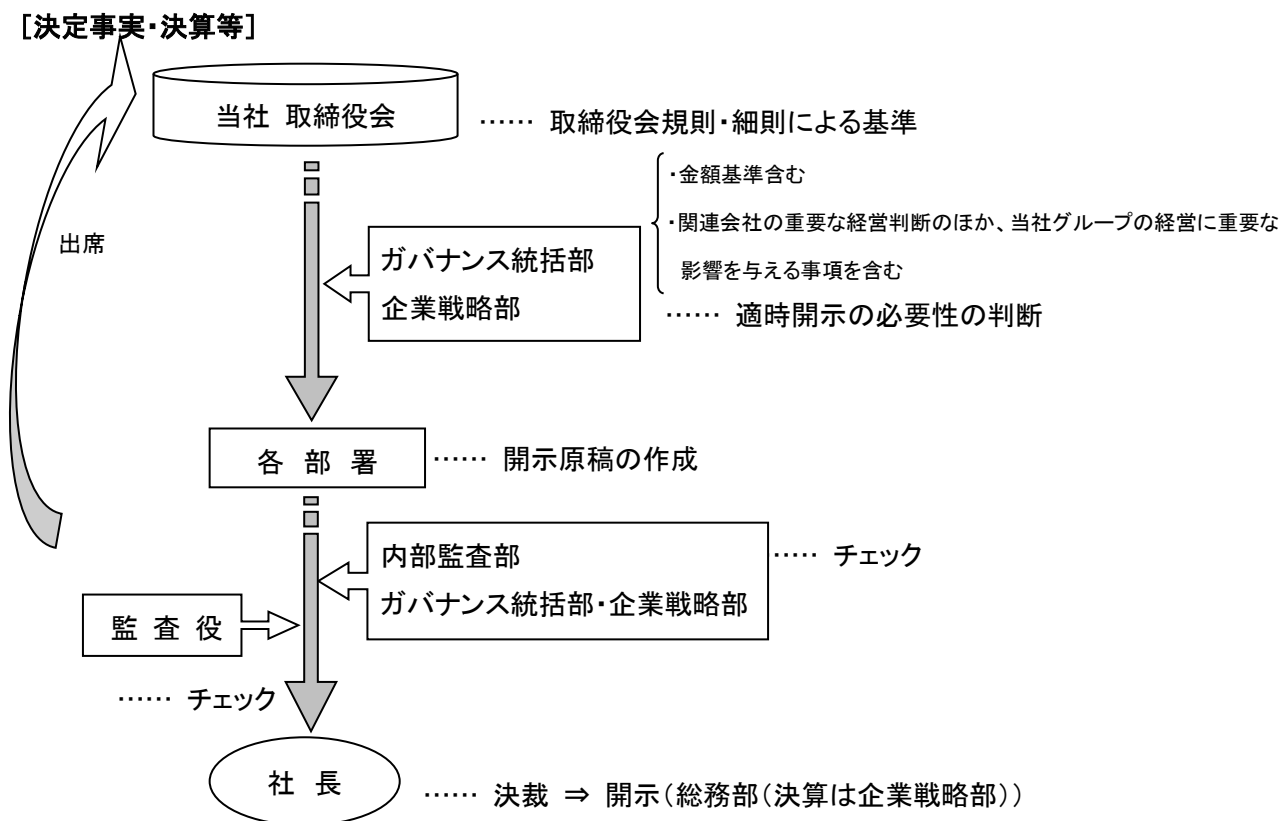 [決定事実・決算等]
当社 取締役会
…… 取締役会規則・細則による基準
・金額基準含む
・関連会社の重要な経営判断のほか、当社グループの経営に重要な
影響を与える事項を含む
出席
ガバナンス統括部
企業戦略部
…… 適時開示の必要性の判断
各 部 署
…… 開示原稿の作成
内部監査部
ガバナンス統括部・企業戦略部
…… チェック
監 査 役
…… チェック
社 長
…… 決裁 ⇒ 開示(総務部(決算は企業戦略部))